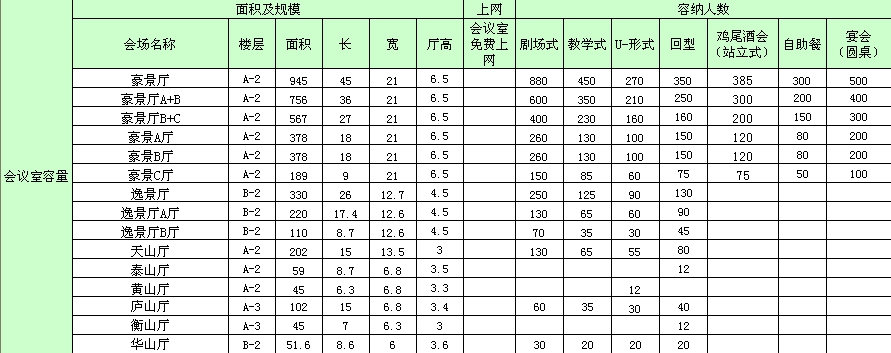 面积及规模 上网 容纳人数
会场名称 楼层 面积 长 宽 厅高 会议室免费上网 剧场式 教学式 U-形式 回型 鸡尾酒会（站立式） 自助餐 宴会（圆桌）
会议室容量
豪景厅 A-2 945 45 21 6.5 880 450 270 350 385 300 500
豪景厅A+B A-2 756 36 21 6.5 600 350 210 250 300 200 400
豪景厅B+C A-2 567 27 21 6.5 400 230 160 160 200 150 300
豪景A厅 A-2 378 18 21 6.5 260 130 100 150 120 80 200
豪景B厅 A-2 378 18 21 6.5 260 130 100 150 120 80 200
豪景C厅 A-2 189 9 21 6.5 150 85 60 75 75 50 100
逸景厅 B-2 330 26 12.7 4.5 250 125 90 130
逸景厅A厅 B-2 220 17.4 12.6 4.5 130 65 60 90
逸景厅B厅 B-2 110 8.7 12.6 4.5 70 35 30 45
天山厅 A-2 202 15 13.5 3 130 65 55 80
泰山厅 A-2 59 8.7 6.8 3.5 12
黄山厅 A-2 45 6.3 6.8 3.3 12
庐山厅 A-3 102 15 6.8 3.4 60 35 30 40
衡山厅 A-3 45 7 6.3 3 12
华山厅 B-2 51.6 8.6 6 3.6 30 20 20 20